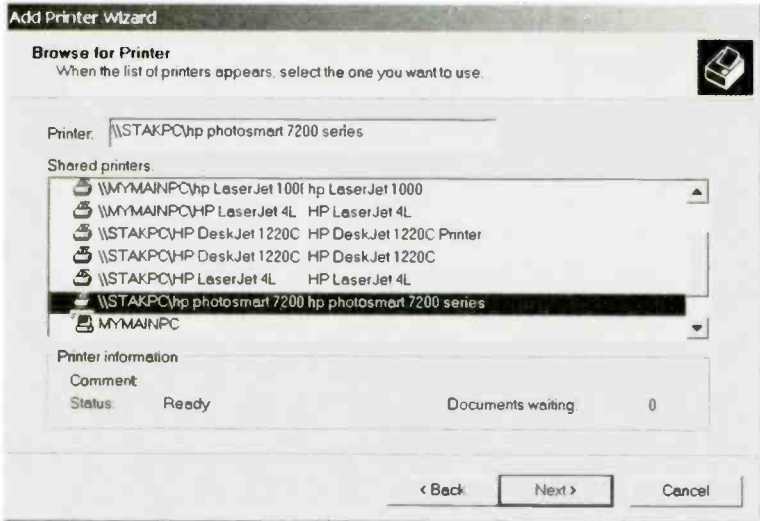 Add Printer Wizard
Browse for Printer
When the list of printers appears, select the one you want to use.
Printer: \\STAKPC\hp photosmart 7200 series
Shared printers:
\\MYMAINPC\hp LaserJet 100( hp LaserJet 1000
\\MYMAINPC\HP LaserJet 4L HP LaserJet 4L
\\STAKPC\HP DeskJet 1220C HP DeskJet 1220C Printer
\\STAKPC\HP DeskJet 1220C HP DeskJet 1220C
\\STAKPC\HP LaserJet 4L HP LaserJet 4L
\\STAKPC\hp photosmart 7200 hp photosmart 7200 series
MYMAINPC
Printer information
Comment:
Status: Ready Documents waiting: 0
< Back Next > Cancel